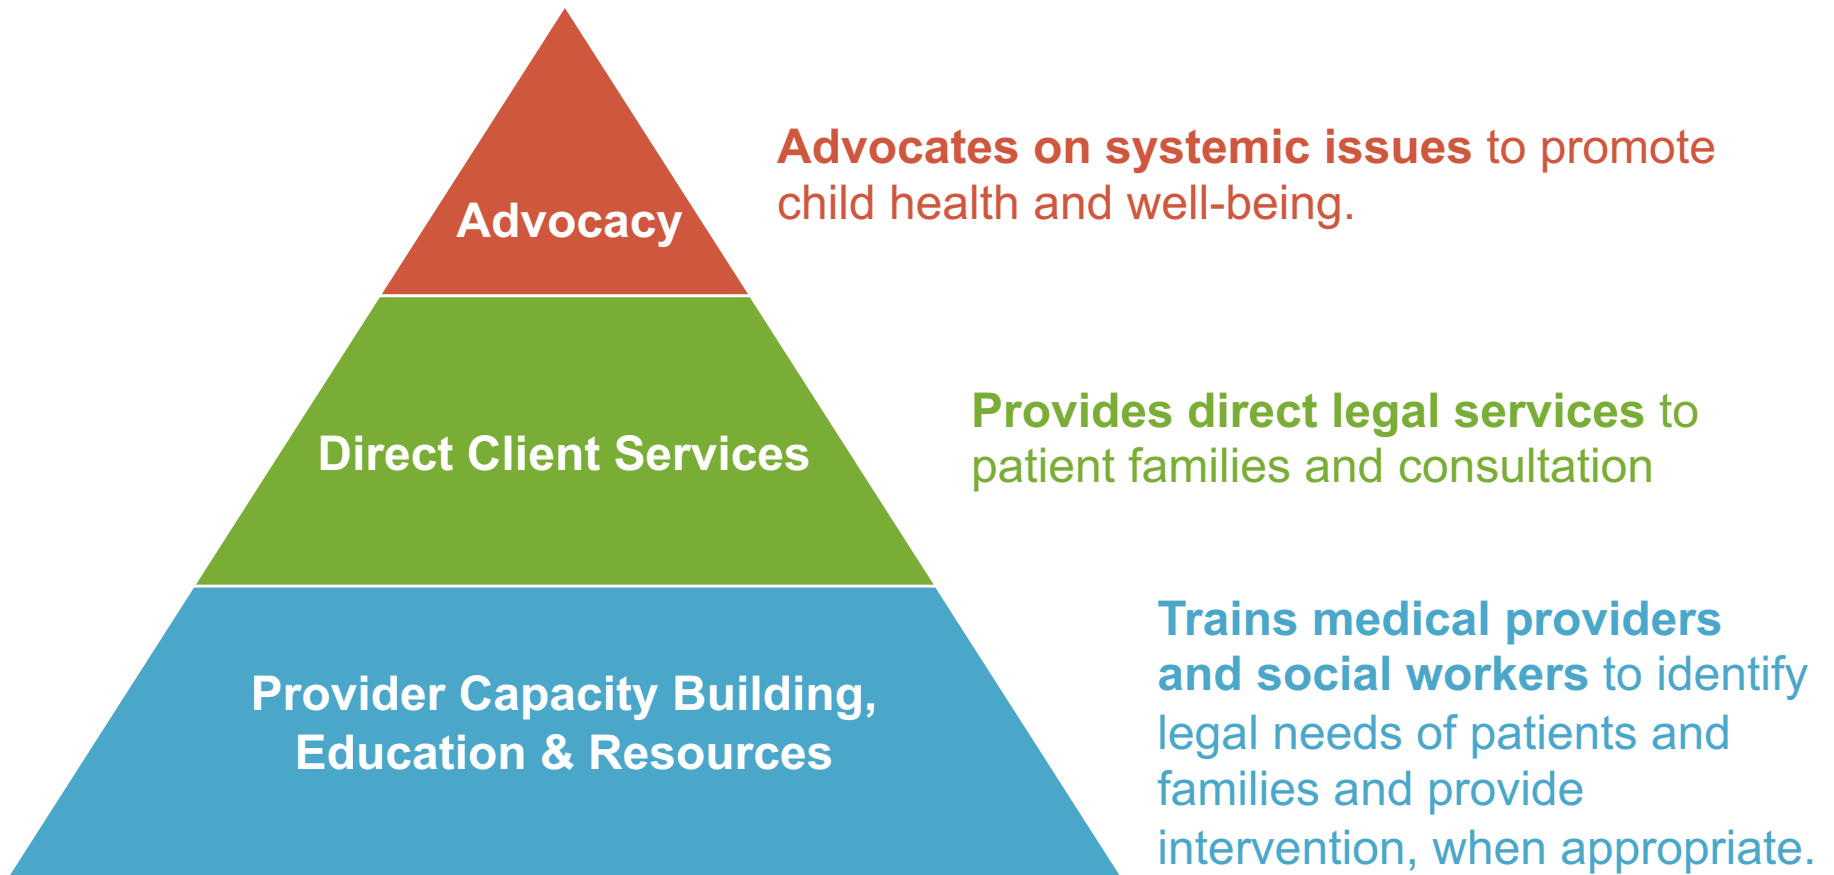 Advocacy
Advocates on systemic issues to promote
child health and well-being.
Direct Client Services
Provides direct legal services to
patient families and consultation
Provider Capacity Building,
Education & Resources
Trains medical providers
and social workers to identify
legal needs of patients and
families and provide
intervention, when appropriate.